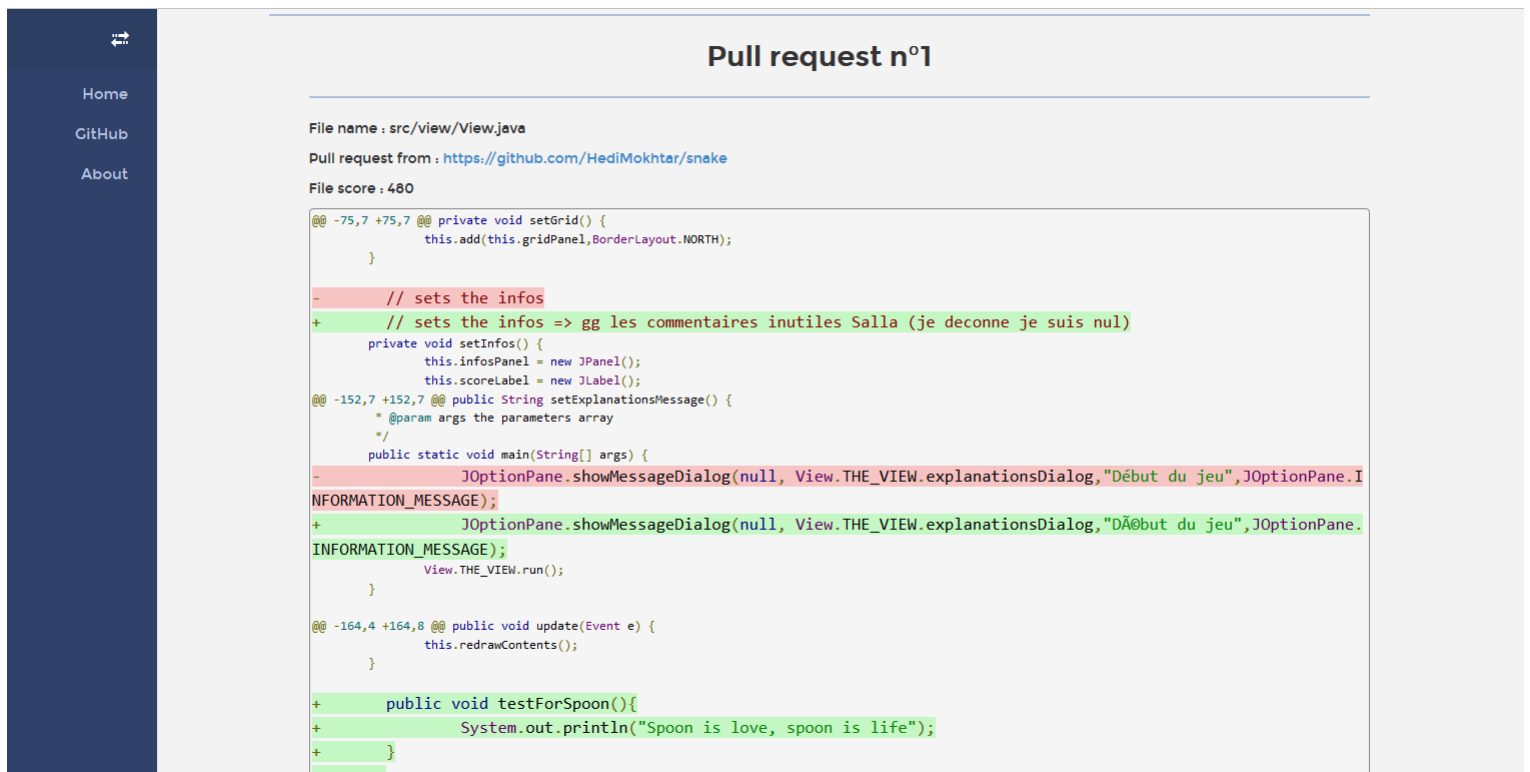 Home
GitHub
About
Pull request n°1
File name : src/view/View.java
Pull request from : https://github.com/HediMokhtar/snake
File score : 480
@@ -75,7 +75,7 @@ private void setGrid() {
this.add(this.gridPanel,BorderLayout.NORTH);
}
-        // sets the infos
+        // sets the infos => gg les commentaires inutiles Salla (je deconne je suis nul)
private void setInfos() {
this.infosPanel = new JPanel();
this.scoreLabel = new JLabel();
@@ -152,7 +152,7 @@ public String setExplanationsMessage() {
* @param args the parameters array
*/
public static void main(String[] args) {
-                JOptionPane.showMessageDialog(null, View.THE_VIEW.explanationsDialog,"Début du jeu",JOptionPane.I
NFORMATION_MESSAGE);
+                JOptionPane.showMessageDialog(null, View.THE_VIEW.explanationsDialog,"DÃ©but du jeu",JOptionPane.
INFORMATION_MESSAGE);
View.THE_VIEW.run();
}
@@ -164,4 +164,8 @@ public void update(Event e) {
this.redrawContents();
}
+        public void testForSpoon(){
+                System.out.println("Spoon is love, spoon is life");
+        }